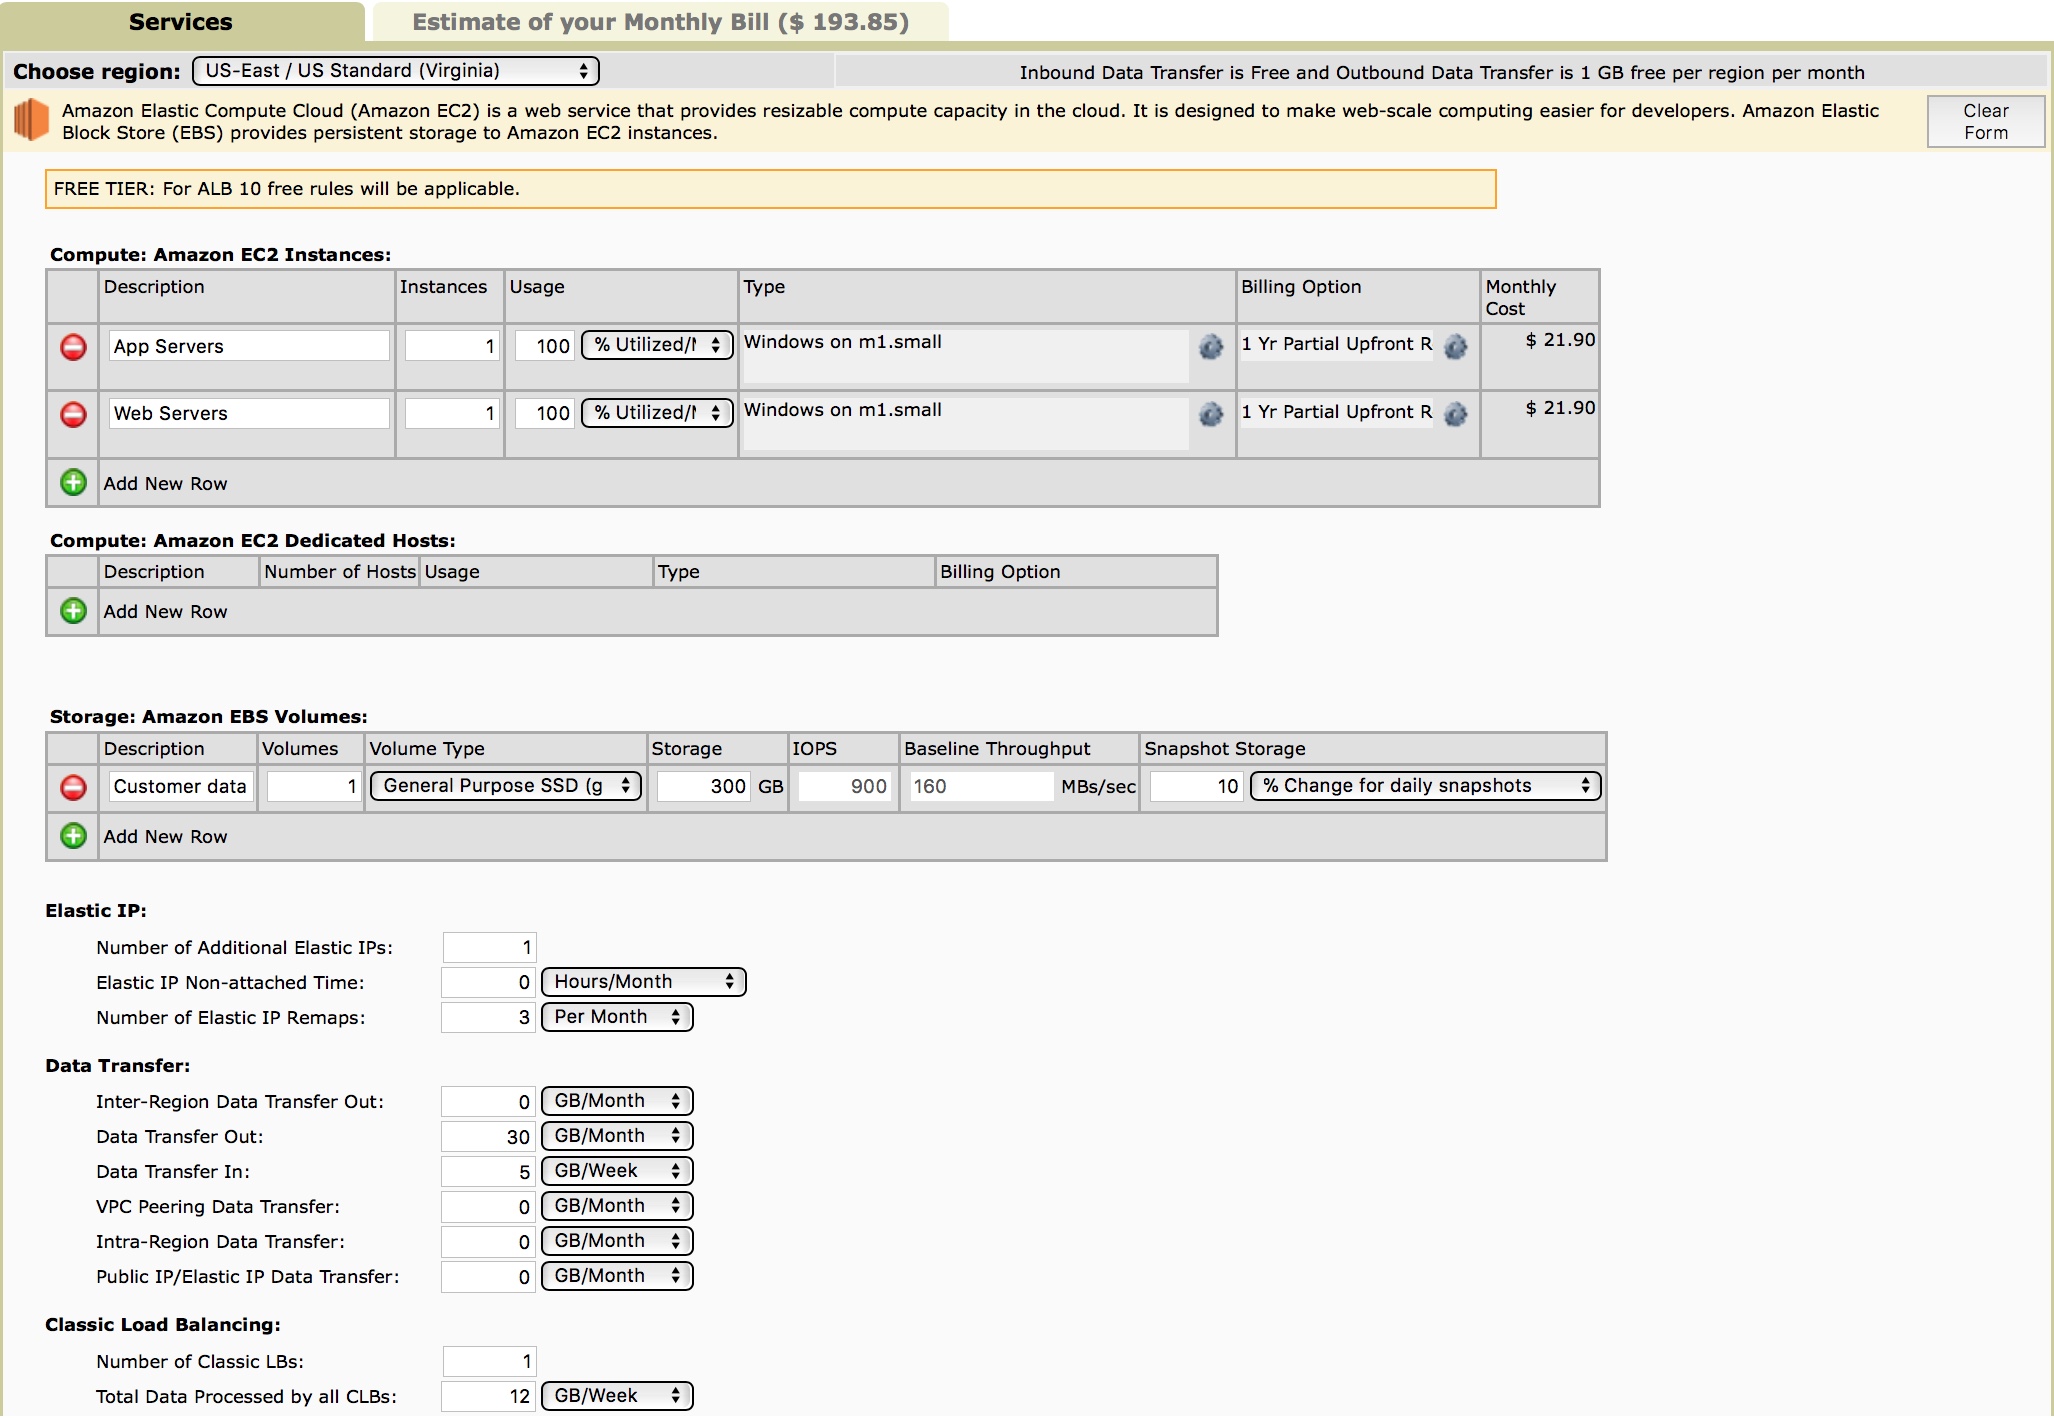 Services
Estimate of your Monthly Bill ($ 193.85)
Choose region: US-East / US Standard (Virginia)
Inbound Data Transfer is Free and Outbound Data Transfer is 1 GB free per region per month
Amazon Elastic Compute Cloud (Amazon EC2) is a web service that provides resizable compute capacity in the cloud. It is designed to make web-scale computing easier for developers. Amazon Elastic
Block Store (EBS) provides persistent storage to Amazon EC2 instances.
Clear
Form
FREE TIER: For ALB 10 free rules will be applicable.
Compute: Amazon EC2 Instances:
Description Instances Usage Type Billing Option Monthly
Cost
App Servers 1 100 % Utilized/ Windows on m1.small 1 Yr Partial Upfront R $ 21.90
Web Servers 1 100 % Utilized/ Windows on m1.small 1 Yr Partial Upfront R $ 21.90
Add New Row
Compute: Amazon EC2 Dedicated Hosts:
Description Number of Hosts Usage Type Billing Option
Add New Row
Storage: Amazon EBS Volumes:
Description Volumes Volume Type Storage IOPS Baseline Throughput Snapshot Storage
Customer data 1 General Purpose SSD (g 300 GB 900 160 MBs/sec 10 % Change for daily snapshots
Add New Row
Elastic IP:
Number of Additional Elastic IPs: 1
Elastic IP Non-attached Time: 0 Hours/Month
Number of Elastic IP Remaps: 3 Per Month
Data Transfer:
Inter-Region Data Transfer Out: 0 GB/Month
Data Transfer Out: 30 GB/Month
Data Transfer In: 5 GB/Week
VPC Peering Data Transfer: 0 GB/Month
Intra-Region Data Transfer: 0 GB/Month
Public IP/Elastic IP Data Transfer: 0 GB/Month
Classic Load Balancing:
Number of Classic LBs: 1
Total Data Processed by all CLBs: 12 GB/Week